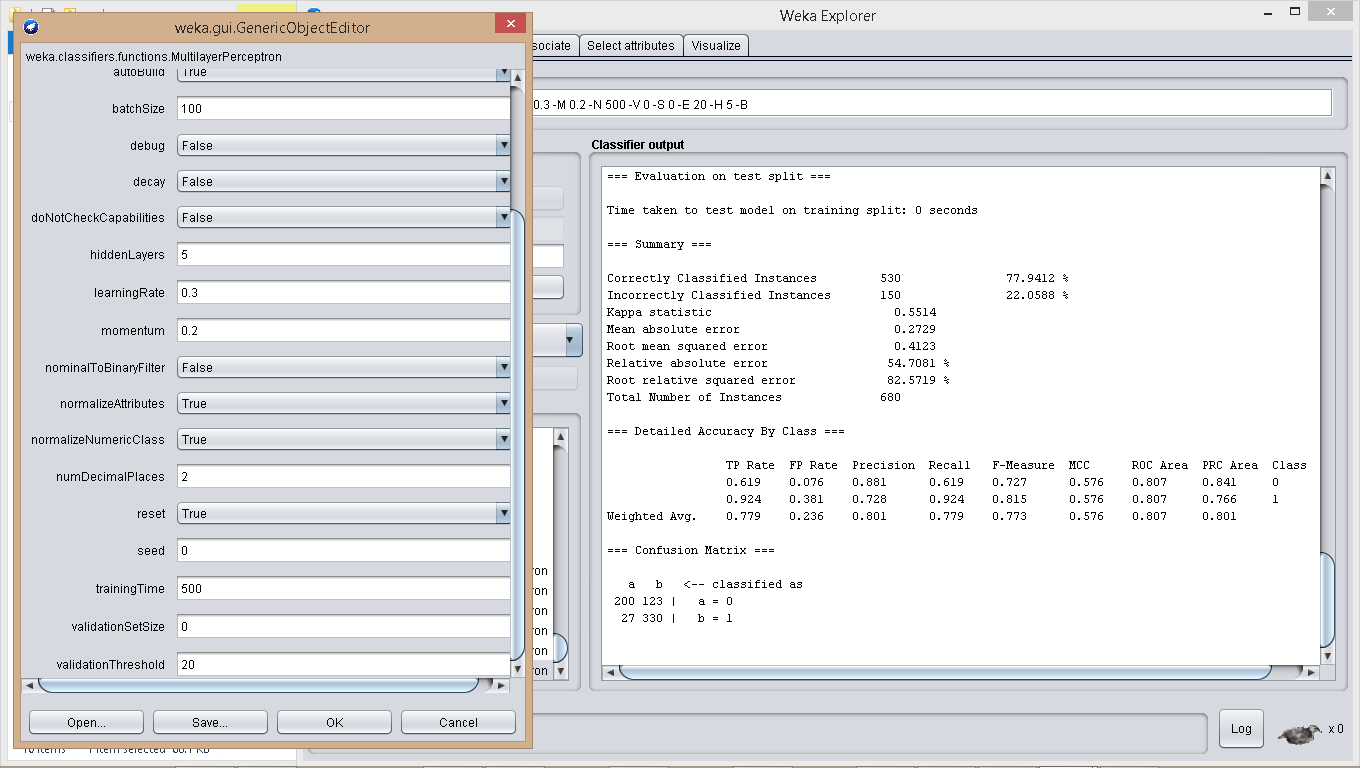 weka.gui.GenericObjectEditor
weka.classifiers.functions.MultilayerPerceptron
autoBuild True
batchSize 100
debug False
decay False
doNotCheckCapabilities False
hiddenLayers 5
learningRate 0.3
momentum 0.2
nominalToBinaryFilter False
normalizeAttributes True
normalizeNumericClass True
numDecimalPlaces 2
reset True
seed 0
trainingTime 500
validationSetSize 0
validationThreshold 20
Open... Save... OK Cancel
Weka Explorer
sociate Select attributes Visualize
0.3 -M 0.2 -N 500 -V 0 -S 0 -E 20 -H 5 -B
Classifier output
=== Evaluation on test split ===
Time taken to test model on training split: 0 seconds
=== Summary ===
Correctly Classified Instances 530 77.9412 %
Incorrectly Classified Instances 150 22.0588 %
Kappa statistic 0.5514
Mean absolute error 0.2729
Root mean squared error 0.4123
Relative absolute error 54.7081 %
Root relative squared error 82.5719 %
Total Number of Instances 680
=== Detailed Accuracy By Class ===
TP Rate FP Rate Precision Recall F-Measure MCC ROC Area PRC Area Class
0.619 0.076 0.881 0.619 0.727 0.576 0.807 0.841 0
0.924 0.381 0.728 0.924 0.815 0.576 0.807 0.766 1
Weighted Avg. 0.779 0.236 0.801 0.779 0.773 0.576 0.807 0.801
=== Confusion Matrix ===
a b <-- classified as
200 123 | a = 0
27 330 | b = 1
ron
ron
ron
ron
ron
ron
Log
x 0